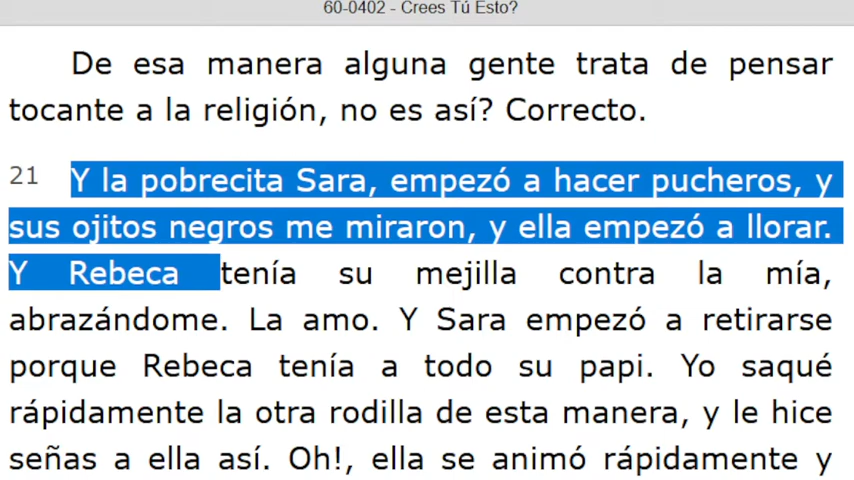 60-0402 - Crees Tú Esto?
De esa manera alguna gente trata de pensar
tocante a la religión, no es así? Correcto.
21 Y la pobrecita Sara, empezó a hacer pucheros, y
sus ojitos negros me miraron, y ella empezó a llorar.
Y Rebeca tenía su mejilla contra la mía,
abrazándome. La amo. Y Sara empezó a retirarse
porque Rebeca tenía a todo su papi. Yo saqué
rápidamente la otra rodilla de esta manera, y le hice
señas a ella así. Oh!, ella se animó rápidamente y